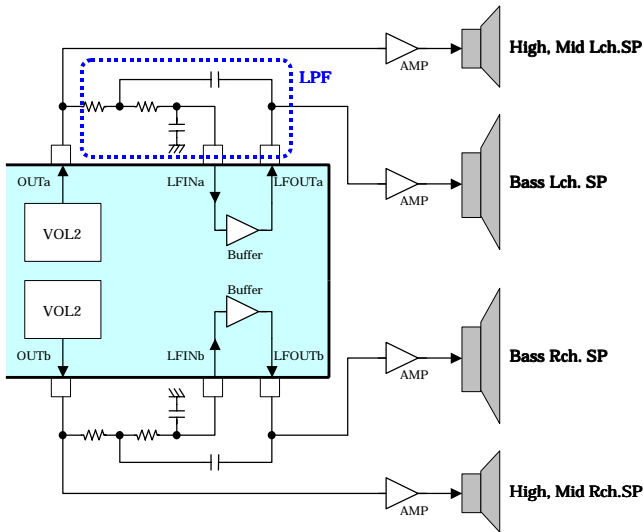 High, Mid Lch.SP
AMP
LPF
OUTa
LFINa
LFOUTa
Bass Lch. SP
AMP
VOL2
Buffer
VOL2
Buffer
OUTb
LFINb
LFOUTb
Bass Rch. SP
AMP
High, Mid Rch.SP
AMP